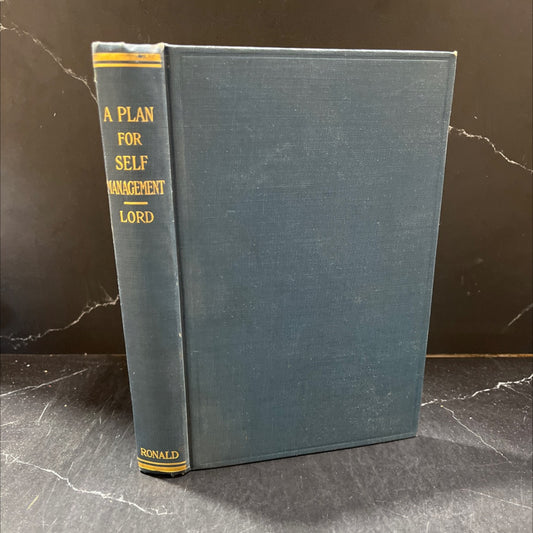 A PLAN
FOR
SELF
MANAGEMENT
LORD
RONALD